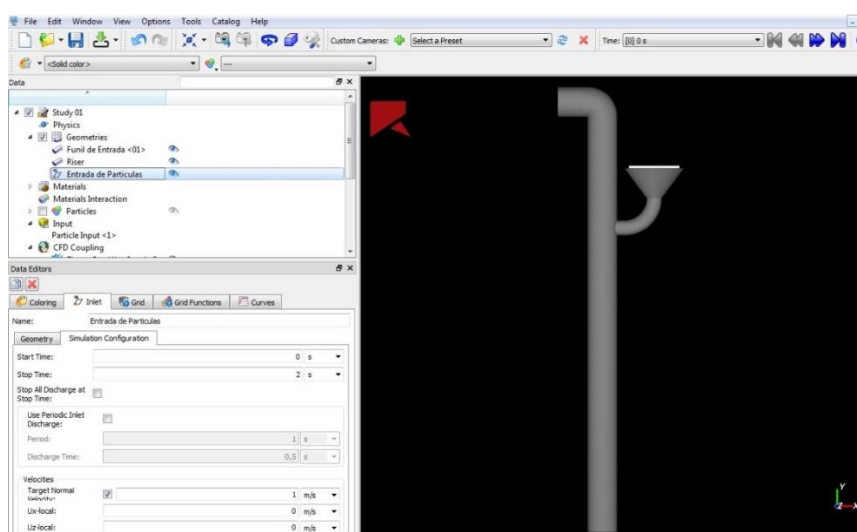 File Edit Window View Options Tools Catalog Help
Custom Cameras: Select a Preset Time: [0] 0 s
<Solid color>
Data
Study 01
Physics
Geometries
Funil de Entrada <01>
Riser
Entrada de Particulas
Materials
Materials Interaction
Particles
Input
Particle Input <1>
CFD Coupling
Data Editors
Coloring Inlet Grid Grid Functions Curves
Name: Entrada de Particulas
Geometry Simulation Configuration
Start Time: 0 s
Stop Time: 2 s
Stop All Discharge at
Stop Time:
Use Periodic Inlet
Discharge:
Period: 1 s
Discharge Time: 0,5 s
Velocities
Target Normal
Velocity: 1 m/s
Ux-local: 0 m/s
Uz-local: 0 m/s
Y
Z X